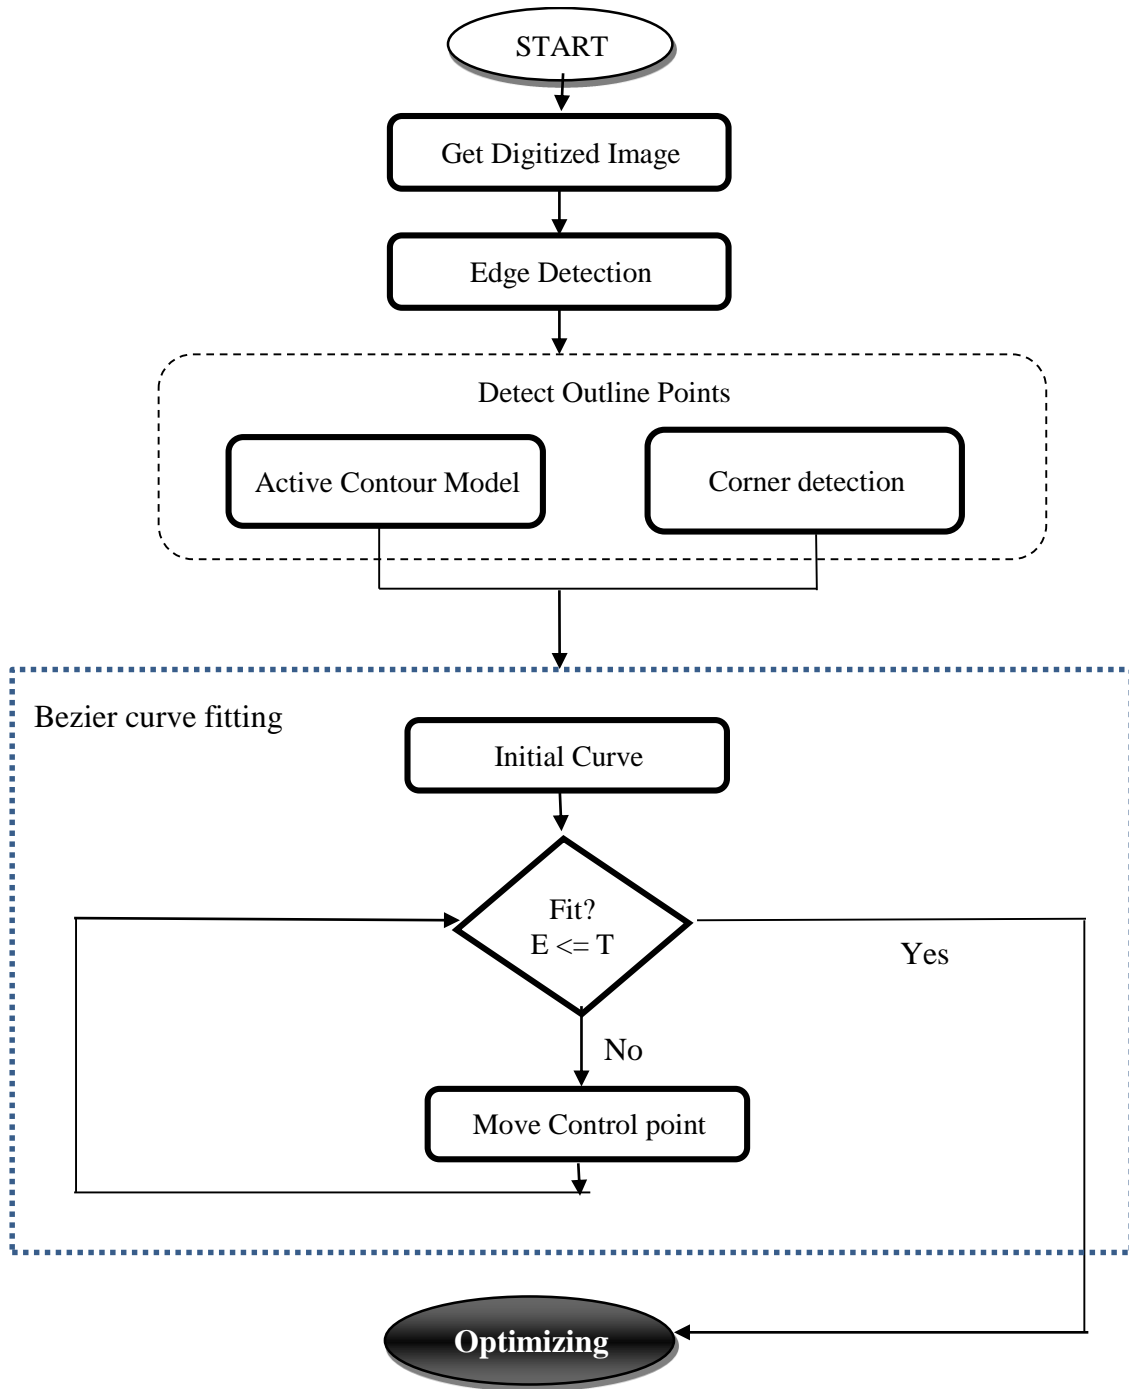 START
Get Digitized Image
Edge Detection
Detect Outline Points
Active Contour Model
Corner detection
Bezier curve fitting
Initial Curve
Fit?
E <= T
Yes
No
Move Control point
Optimizing